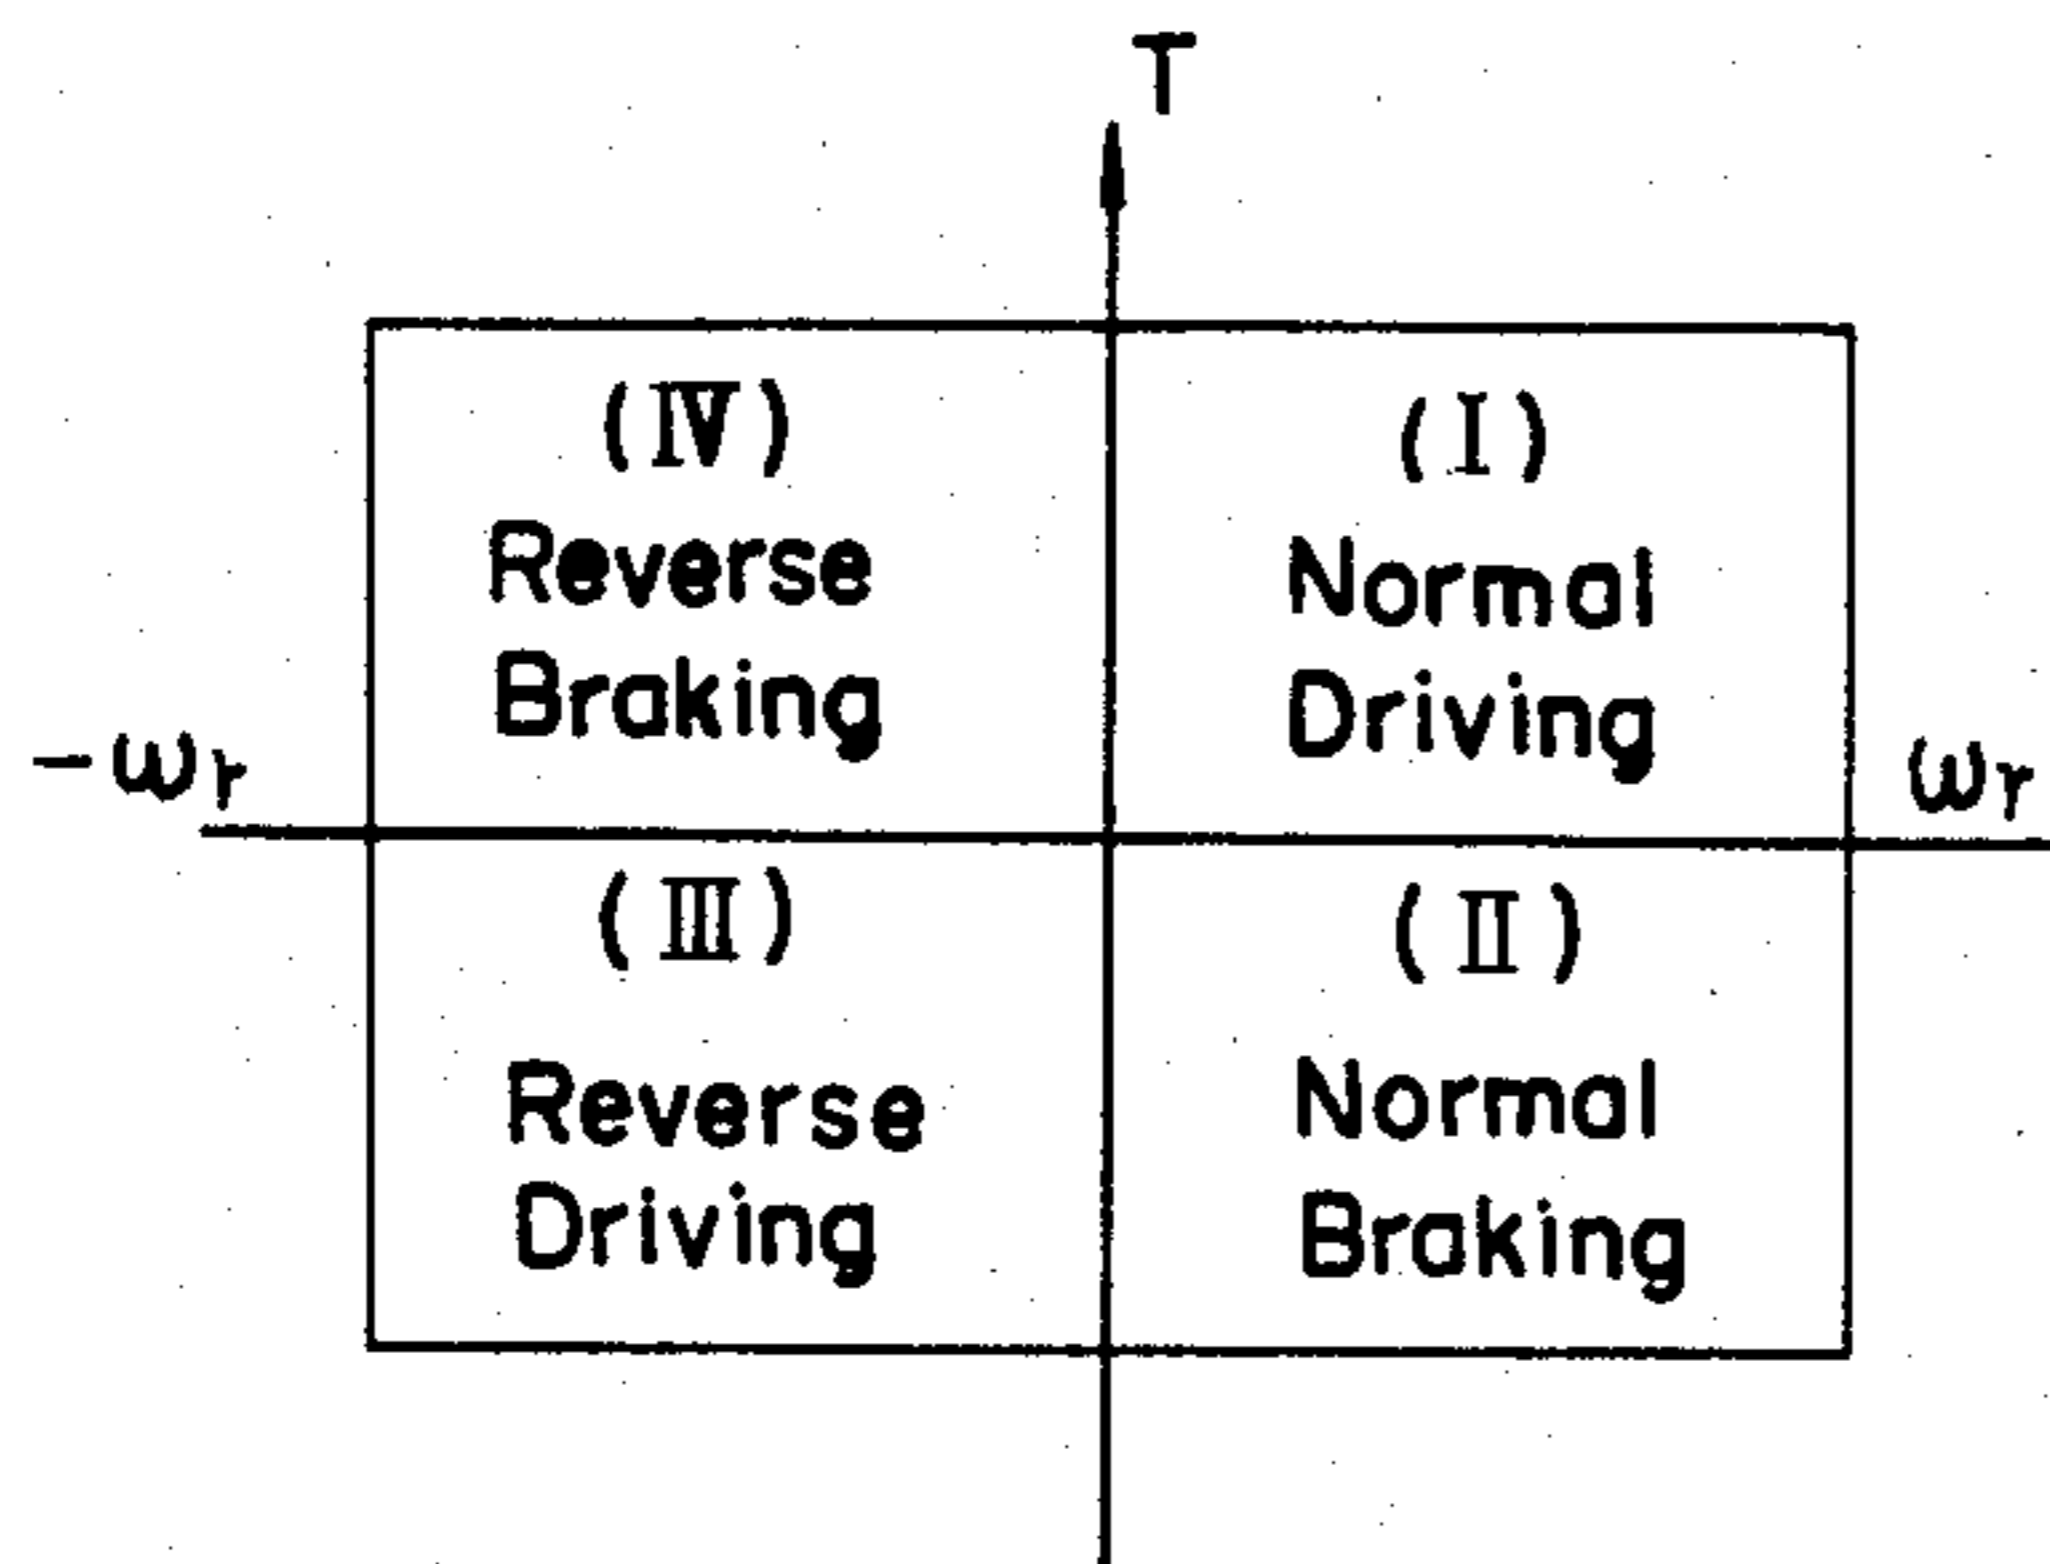 T
(IV)
Reverse
Braking
(I)
Normal
Driving
-ωr
ωr
(III)
Reverse
Driving
(II)
Normal
Braking